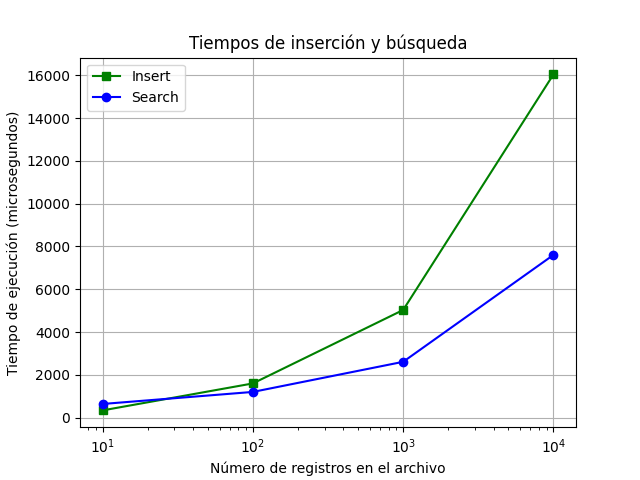 Tiempos de inserción y búsqueda
Insert
Search
Tiempo de ejecución (microsegundos)
16000
14000
12000
10000
8000
6000
4000
2000
0
10¹ 10² 10³ 10⁴
Número de registros en el archivo